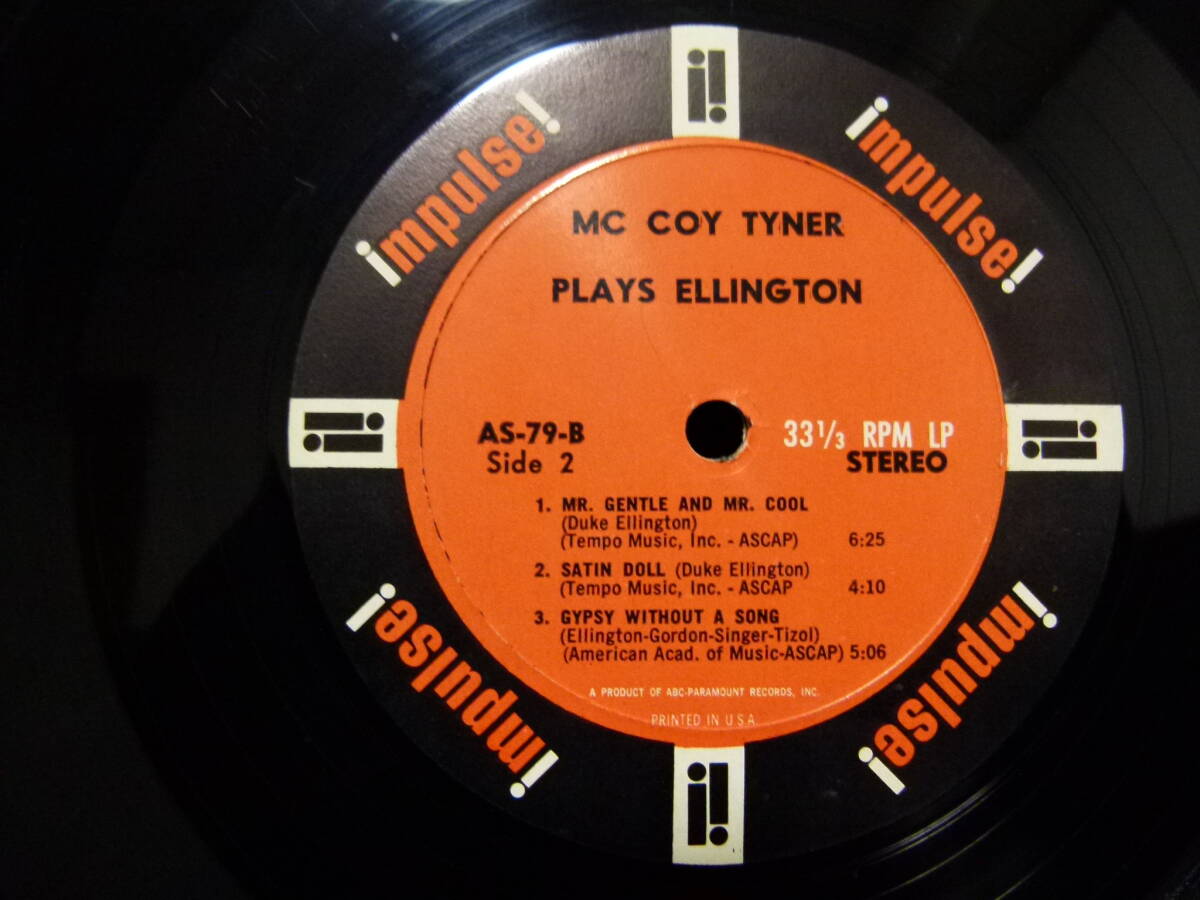 impulse!
impulse!
MC COY TYNER
PLAYS ELLINGTON
AS-79-B
Side 2
33 1/3 RPM LP
STEREO
1. MR. GENTLE AND MR. COOL
(Duke Ellington)
(Tempo Music, Inc. - ASCAP) 6:25
2. SATIN DOLL (Duke Ellington)
(Tempo Music, Inc. - ASCAP 4:10
3. GYPSY WITHOUT A SONG
(Ellington-Gordon-Singer-Tizol)
(American Acad. of Music-ASCAP) 5:06
A PRODUCT OF ABC-PARAMOUNT RECORDS, INC.
PRINTED IN U.S.A.
impulse!
impulse!